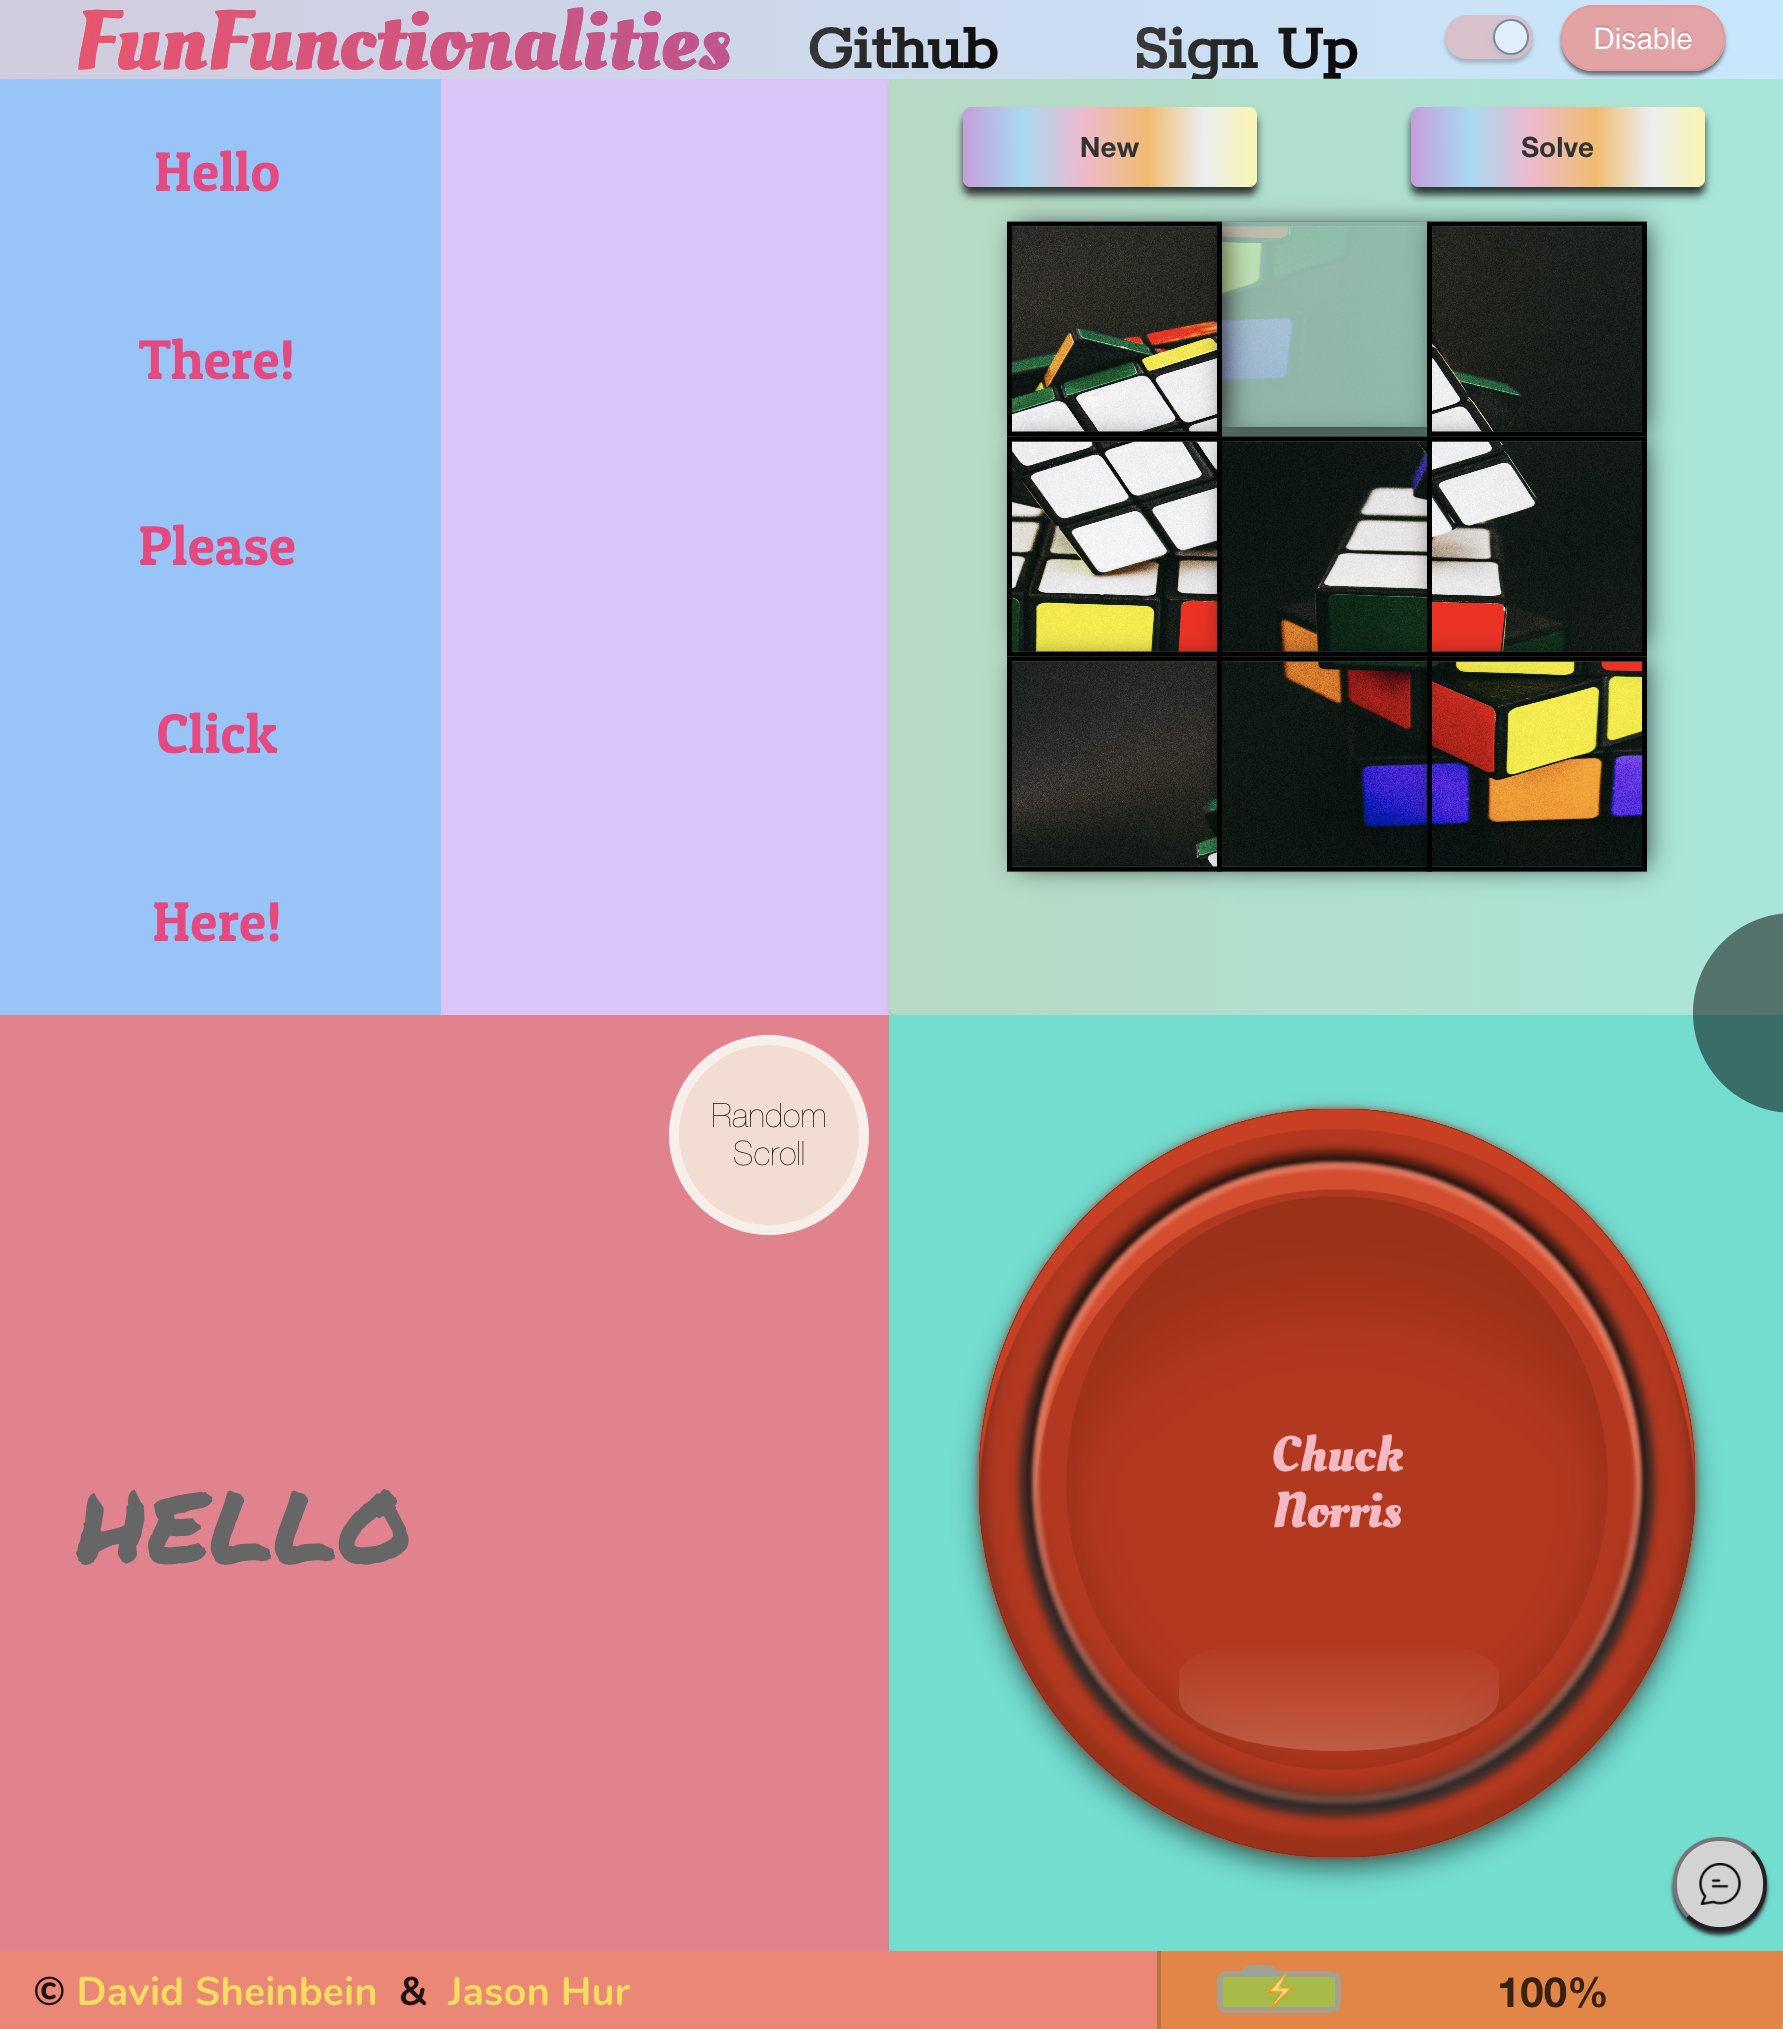 FunFunctionalities
Github
Sign Up
Disable
Hello
There!
Please
Click
Here!
New
Solve
Random
Scroll
HELLO
Chuck
Norris
© David Sheinbein & Jason Hur
100%